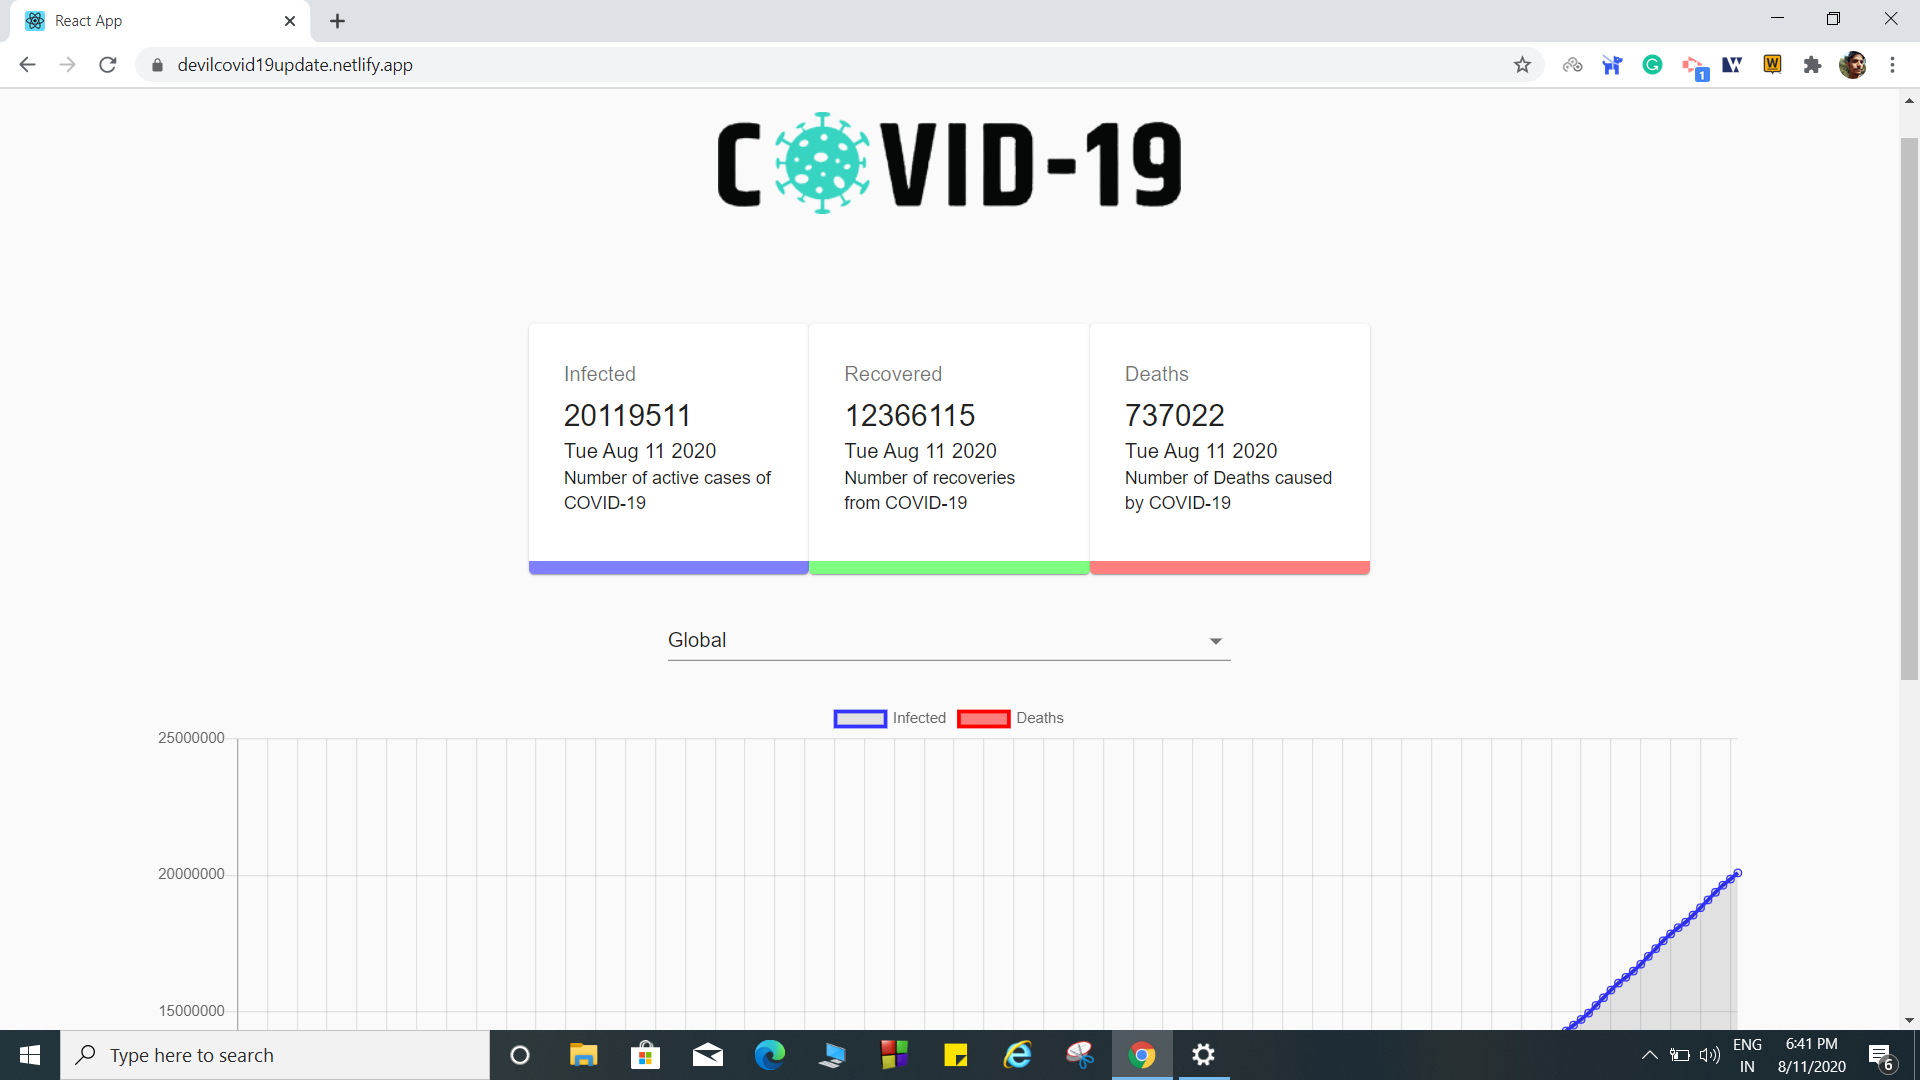 React App
devilcovid19update.netlify.app
1
COVID-19
Infected
20119511
Tue Aug 11 2020
Number of active cases of
COVID-19
Recovered
12366115
Tue Aug 11 2020
Number of recoveries
from COVID-19
Deaths
737022
Tue Aug 11 2020
Number of Deaths caused
by COVID-19
Global
Infected Deaths
25000000
20000000
15000000
Type here to search
ENG
IN
6:41 PM
8/11/2020
6